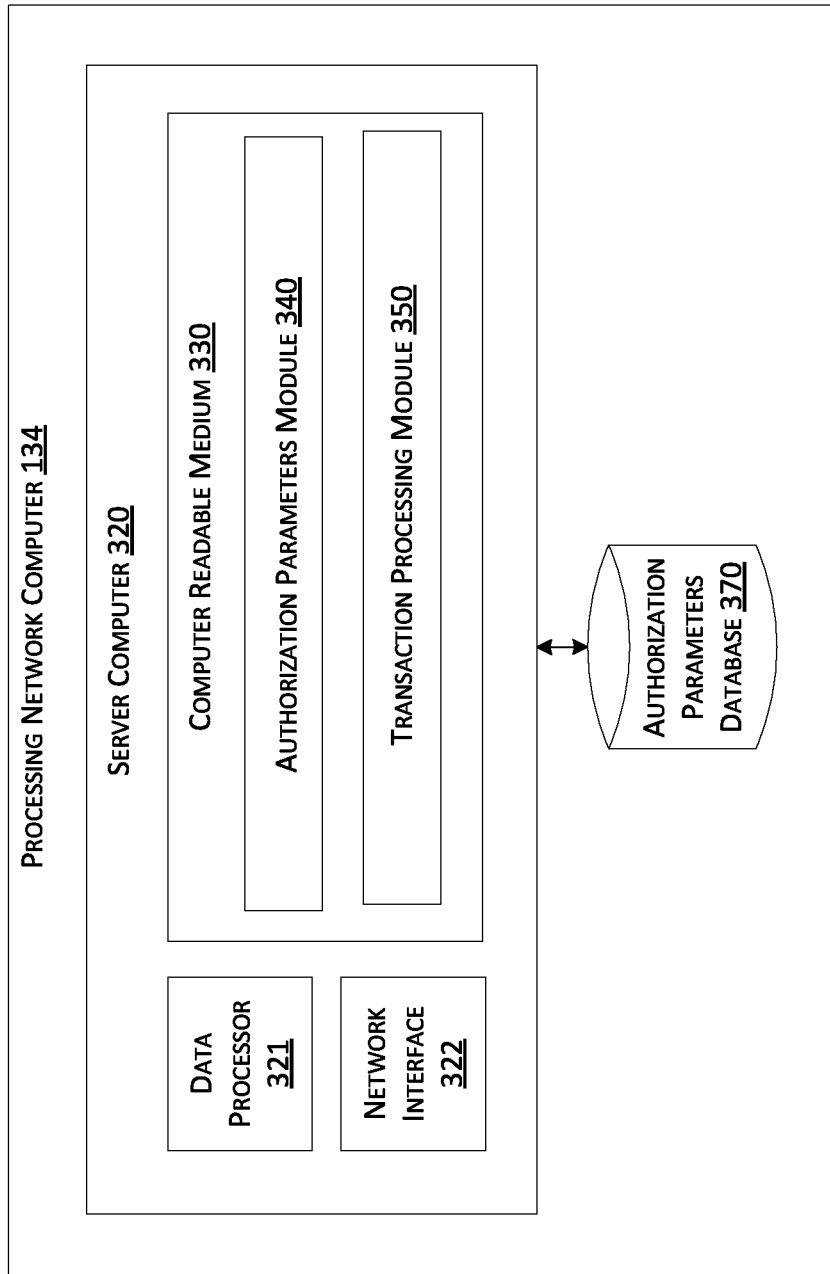 PROCESSING NETWORK COMPUTER 134
SERVER COMPUTER 320
DATA
PROCESSOR
321
NETWORK
INTERFACE
322
COMPUTER READABLE MEDIUM 330
AUTHORIZATION PARAMETERS MODULE 340
TRANSACTION PROCESSING MODULE 350
AUTHORIZATION
PARAMETERS
DATABASE 370